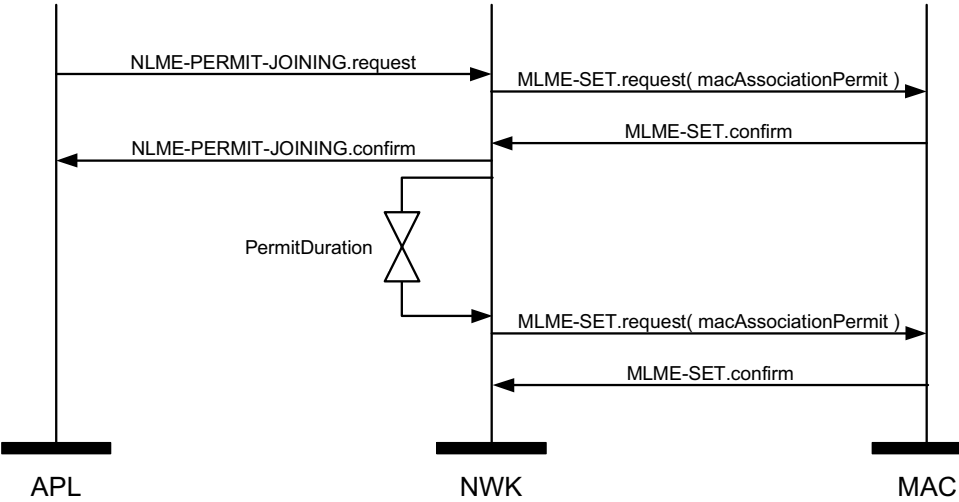 NLME-PERMIT-JOINING.request
MLME-SET.request( macAssociationPermit )
MLME-SET.confirm
NLME-PERMIT-JOINING.confirm
PermitDuration
MLME-SET.request( macAssociationPermit )
MLME-SET.confirm
APL
NWK
MAC